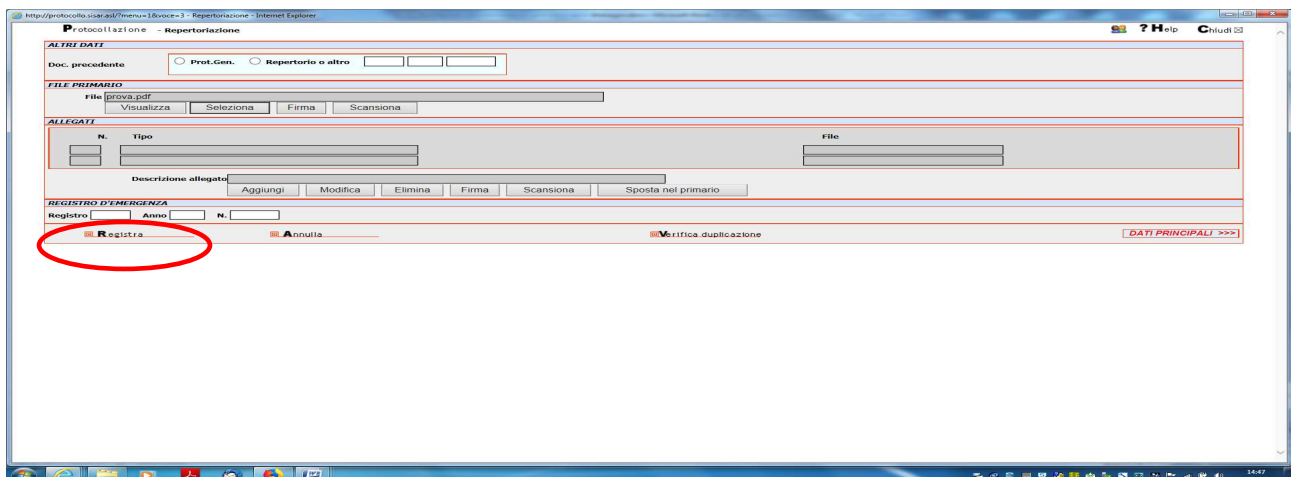 http://protocollo.sisar.asl/?menu=1&voce=3 - Repertoriazione - Internet Explorer
Protocollazione - Repertoriazione ? Help Chiudi
ALTRI DATI
Doc. precedente Prot.Gen. Repertorio o altro
FILE PRIMARIO
File prova.pdf
Visualizza Seleziona Firma Scansiona
ALLEGATI
N. Tipo File
Descrizione allegato
Aggiungi Modifica Elimina Firma Scansiona Sposta nel primario
REGISTRO D'EMERGENZA
Registro Anno N.
Registra Annulla Verifica duplicazione DATI PRINCIPALI >>>
14:47